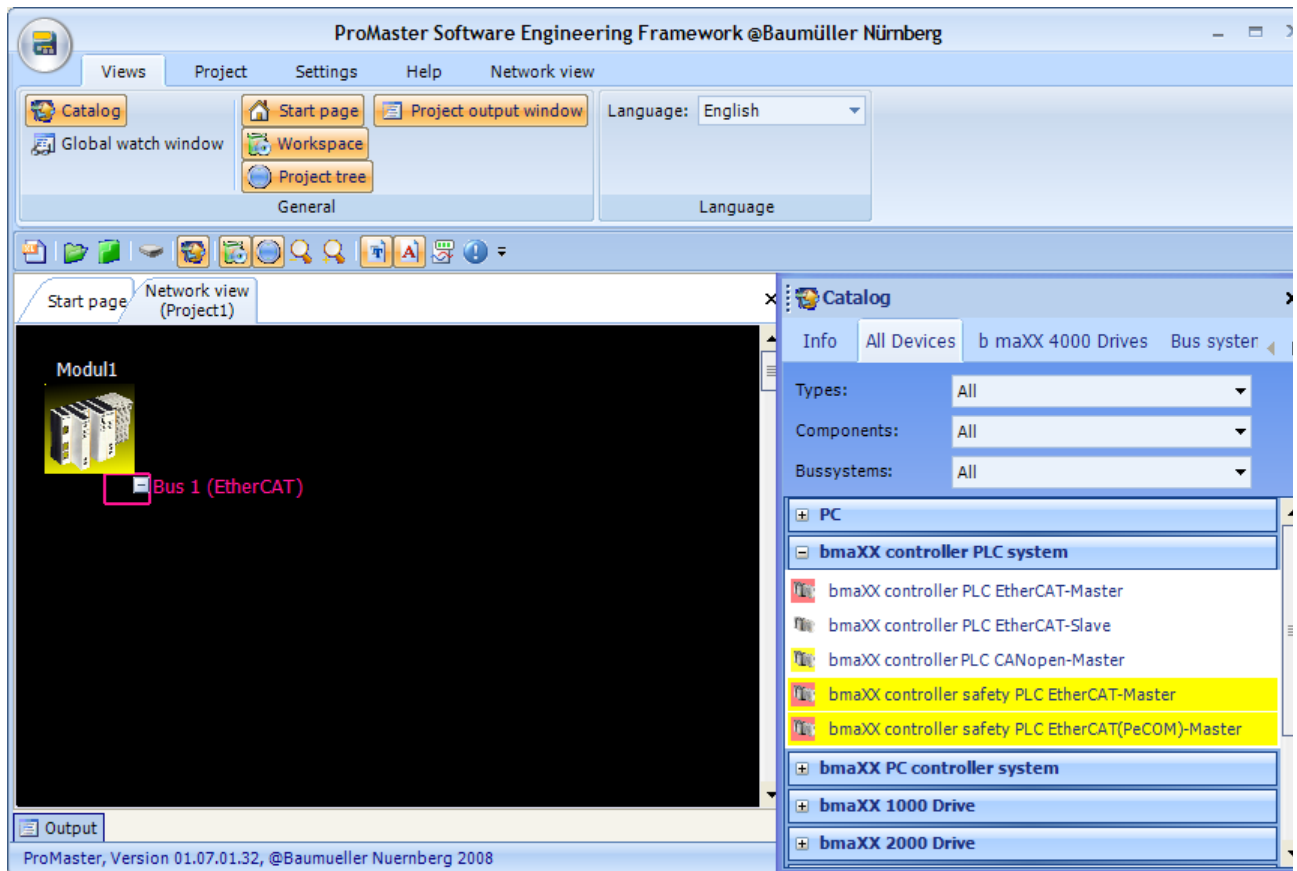 ProMaster Software Engineering Framework @Baumüller Nürnberg
Views Project Settings Help Network view
Catalog Start page Project output window Language: English
Global watch window Workspace
Project tree
General Language
Start page
Network view
(Project1)
Modul1
Bus 1 (EtherCAT)
Catalog
Info All Devices b maXX 4000 Drives Bus syster
Types: All
Components: All
Bussystems: All
PC
bmaXX controller PLC system
bmaXX controller PLC EtherCAT-Master
bmaXX controller PLC EtherCAT-Slave
bmaXX controller PLC CANopen-Master
bmaXX controller safety PLC EtherCAT-Master
bmaXX controller safety PLC EtherCAT(PeCOM)-Master
bmaXX PC controller system
bmaXX 1000 Drive
bmaXX 2000 Drive
Output
ProMaster, Version 01.07.01.32, @Baumueller Nuernberg 2008